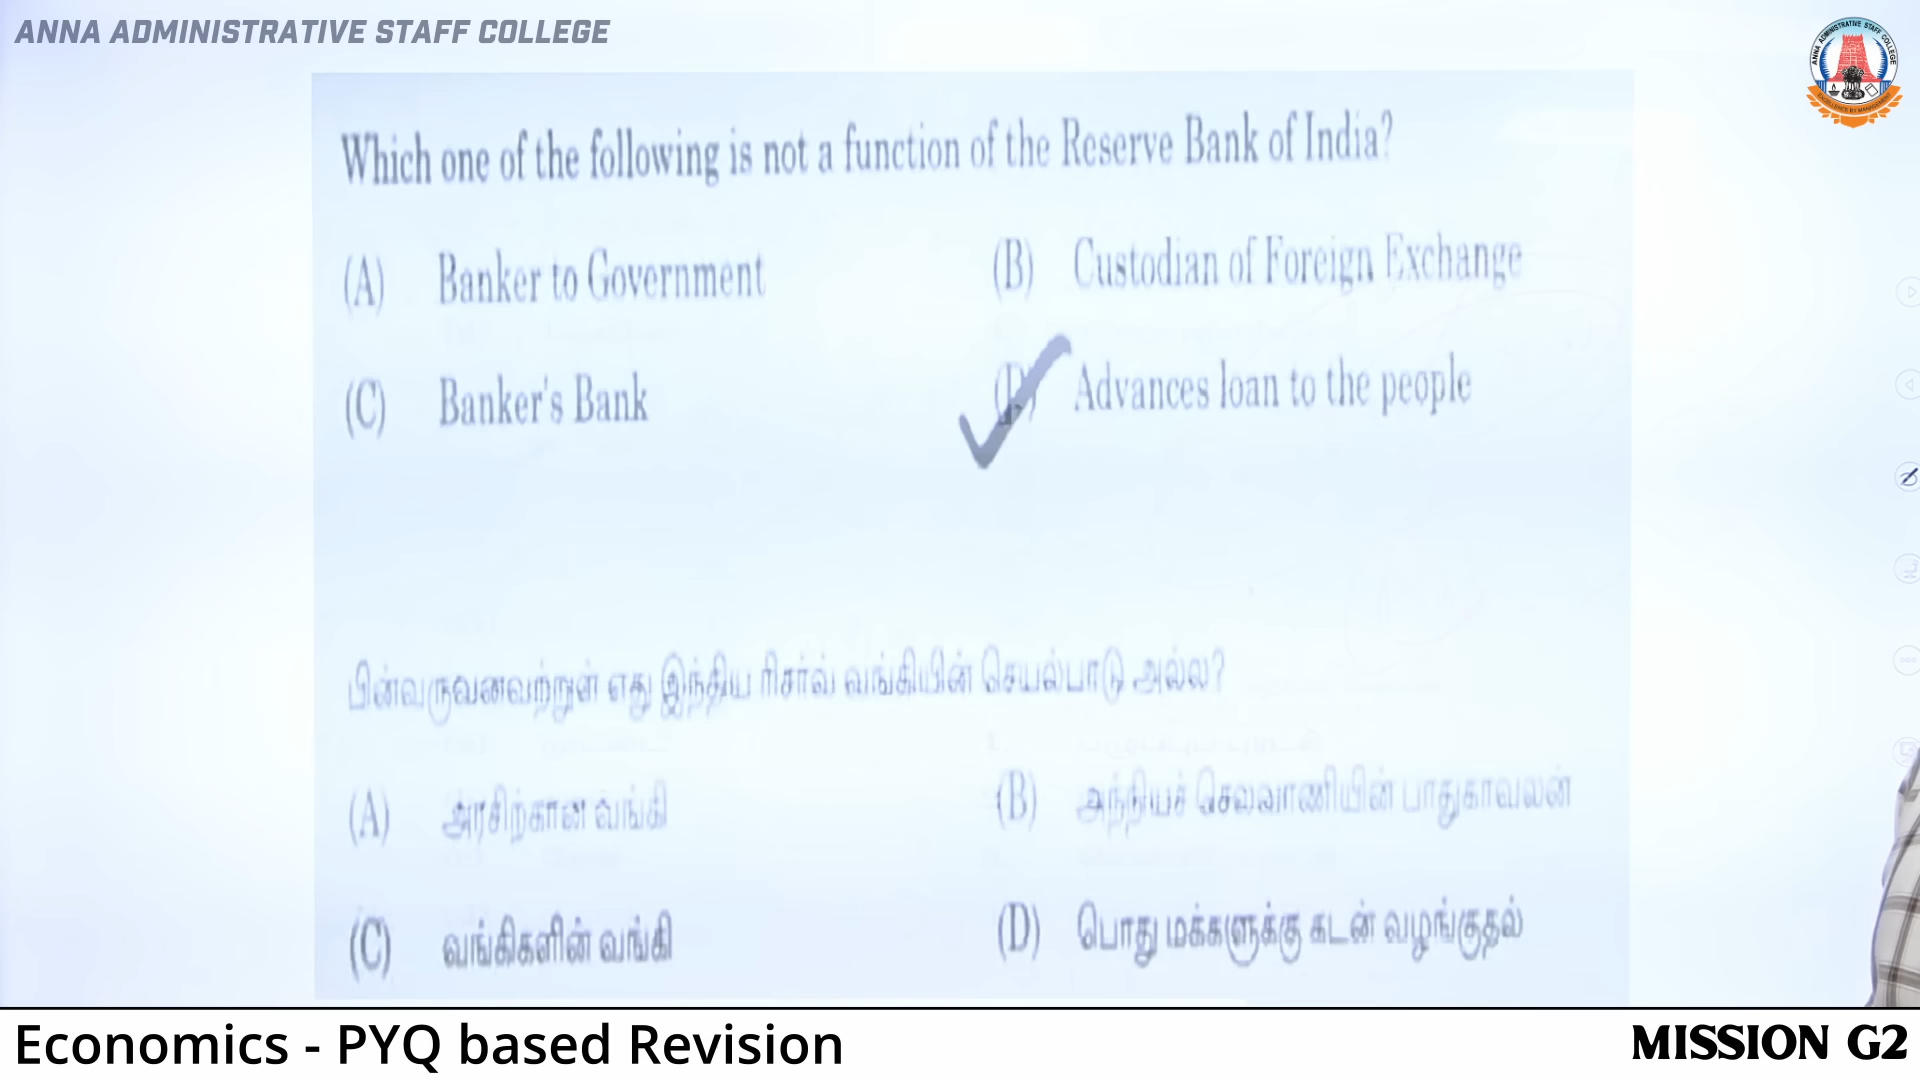 ANNA ADMINISTRATIVE STAFF COLLEGE
Which one of the following is not a function of the Reserve Bank of India?
(A) Banker to Government (B) Custodian of Foreign Exchange
(C) Banker's Bank (D) Advances loan to the people
பின்வருவனவற்றுள் எது இந்திய ரிசர்வ் வங்கியின் செயல்பாடு அல்ல?
(A) அரசிற்கான வங்கி (B) அந்நியச் செலவாணியின் பாதுகாவலன்
(C) வங்கிகளின் வங்கி (D) பொது மக்களுக்கு கடன் வழங்குதல்
Economics - PYQ based Revision
MISSION G2